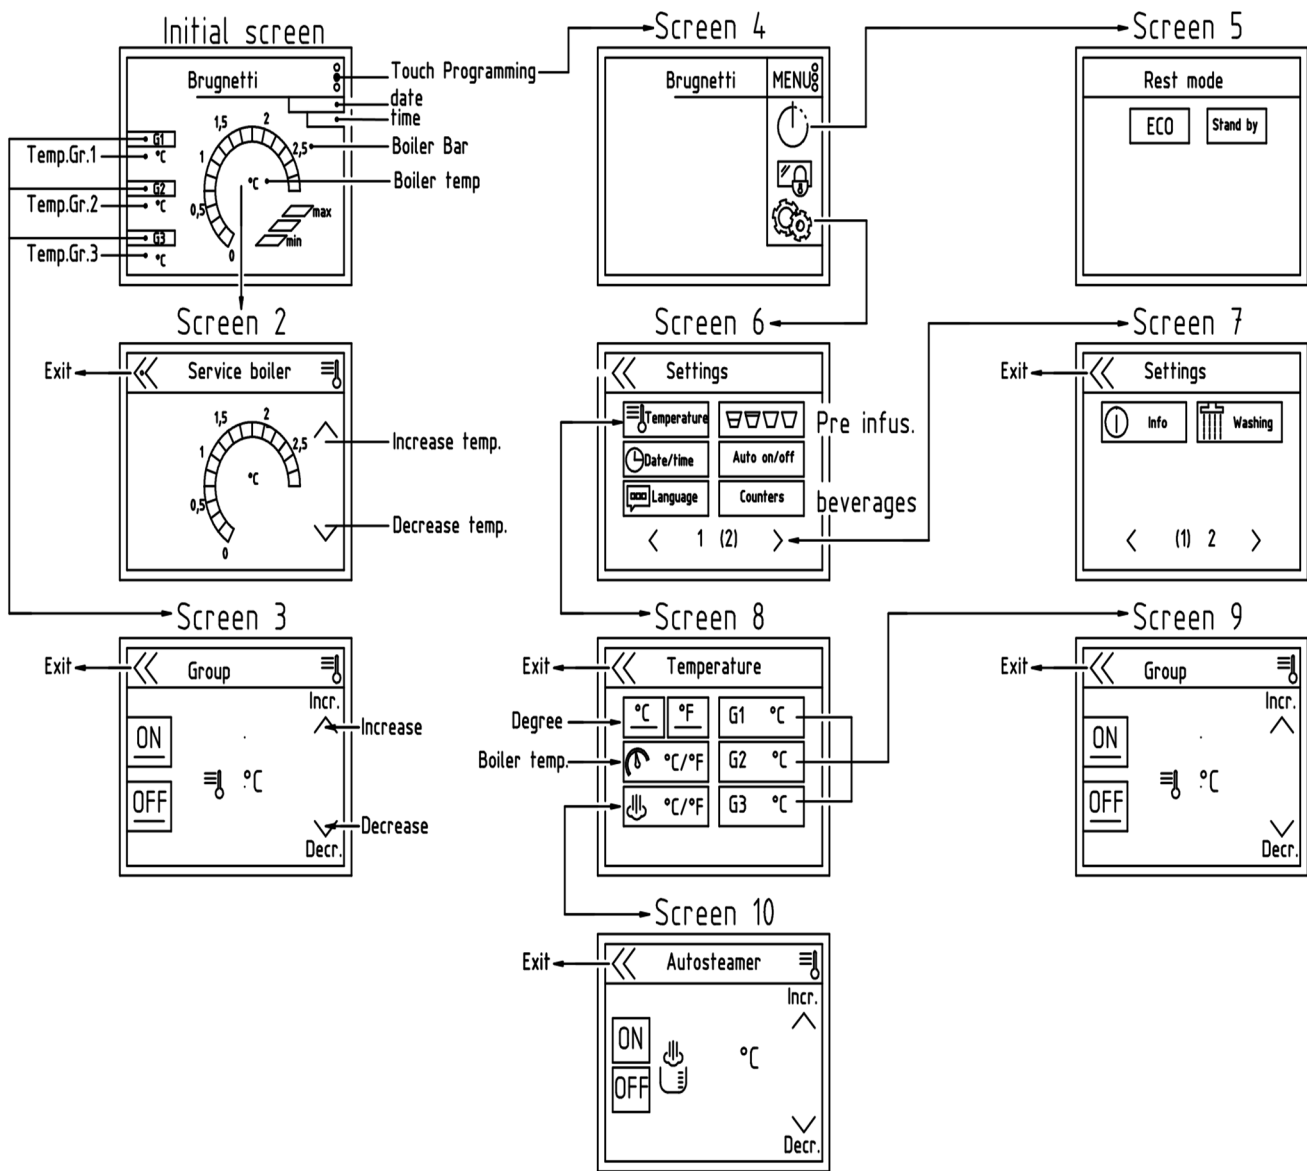 Initial screen
Brugnetti
Touch Programming
date
time
Boiler Bar
Boiler temp
G1
Temp.Gr.1
°C
G2
Temp.Gr.2
°C
G3
Temp.Gr.3
°C
0
0,5
1
1,5
2
2,5
°C
max
min
Screen 4
Brugnetti
MENU
Screen 5
Rest mode
ECO
Stand by
Screen 2
Exit
Service boiler
0
0,5
1
1,5
2
2,5
°C
Increase temp.
Decrease temp.
Screen 6
Settings
Temperature
Pre infus.
Date/time
Auto on/off
Language
Counters
beverages
1 (2)
Screen 7
Exit
Settings
Info
Washing
(1) 2
Screen 3
Exit
Group
Incr.
Increase
ON
°C
OFF
Decrease
Decr.
Screen 8
Exit
Temperature
Degree
°C
°F
G1 °C
Boiler temp.
°C/°F
G2 °C
°C/°F
G3 °C
Screen 9
Exit
Group
Incr.
ON
°C
OFF
Decr.
Screen 10
Exit
Autosteamer
Incr.
ON
°C
OFF
Decr.